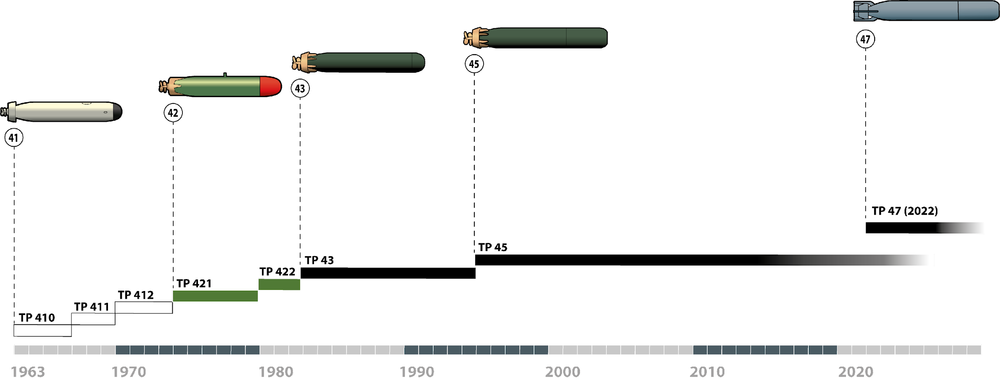 47
45
43
42
41
TP 47 (2022)
TP 45
TP 43
TP 422
TP 421
TP 412
TP 411
TP 410
1963 1970 1980 1990 2000 2010 2020